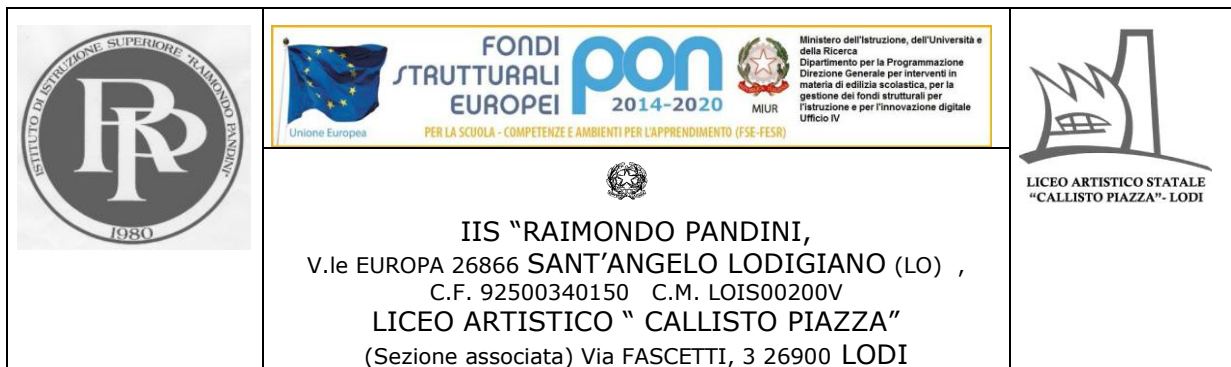 ISTITUTO DI ISTRUZIONE SUPERIORE "RAIMONDO PANDINI"
RP
1980
Unione Europea
FONDI
STRUTTURALI
EUROPEI
pon
2014-2020
MIUR
Ministero dell'Istruzione, dell'Università e
della Ricerca
Dipartimento per la Programmazione
Direzione Generale per interventi in
materia di edilizia scolastica, per la
gestione dei fondi strutturali per
l'istruzione e per l'innovazione digitale
Ufficio IV
PER LA SCUOLA - COMPETENZE E AMBIENTI PER L'APPRENDIMENTO (FSE-FESR)
LICEO ARTISTICO STATALE
"CALLISTO PIAZZA"- LODI
IIS "RAIMONDO PANDINI,
V.le EUROPA 26866 SANT'ANGELO LODIGIANO (LO) ,
C.F. 92500340150 C.M. LOIS00200V
LICEO ARTISTICO " CALLISTO PIAZZA"
(Sezione associata) Via FASCETTI, 3 26900 LODI